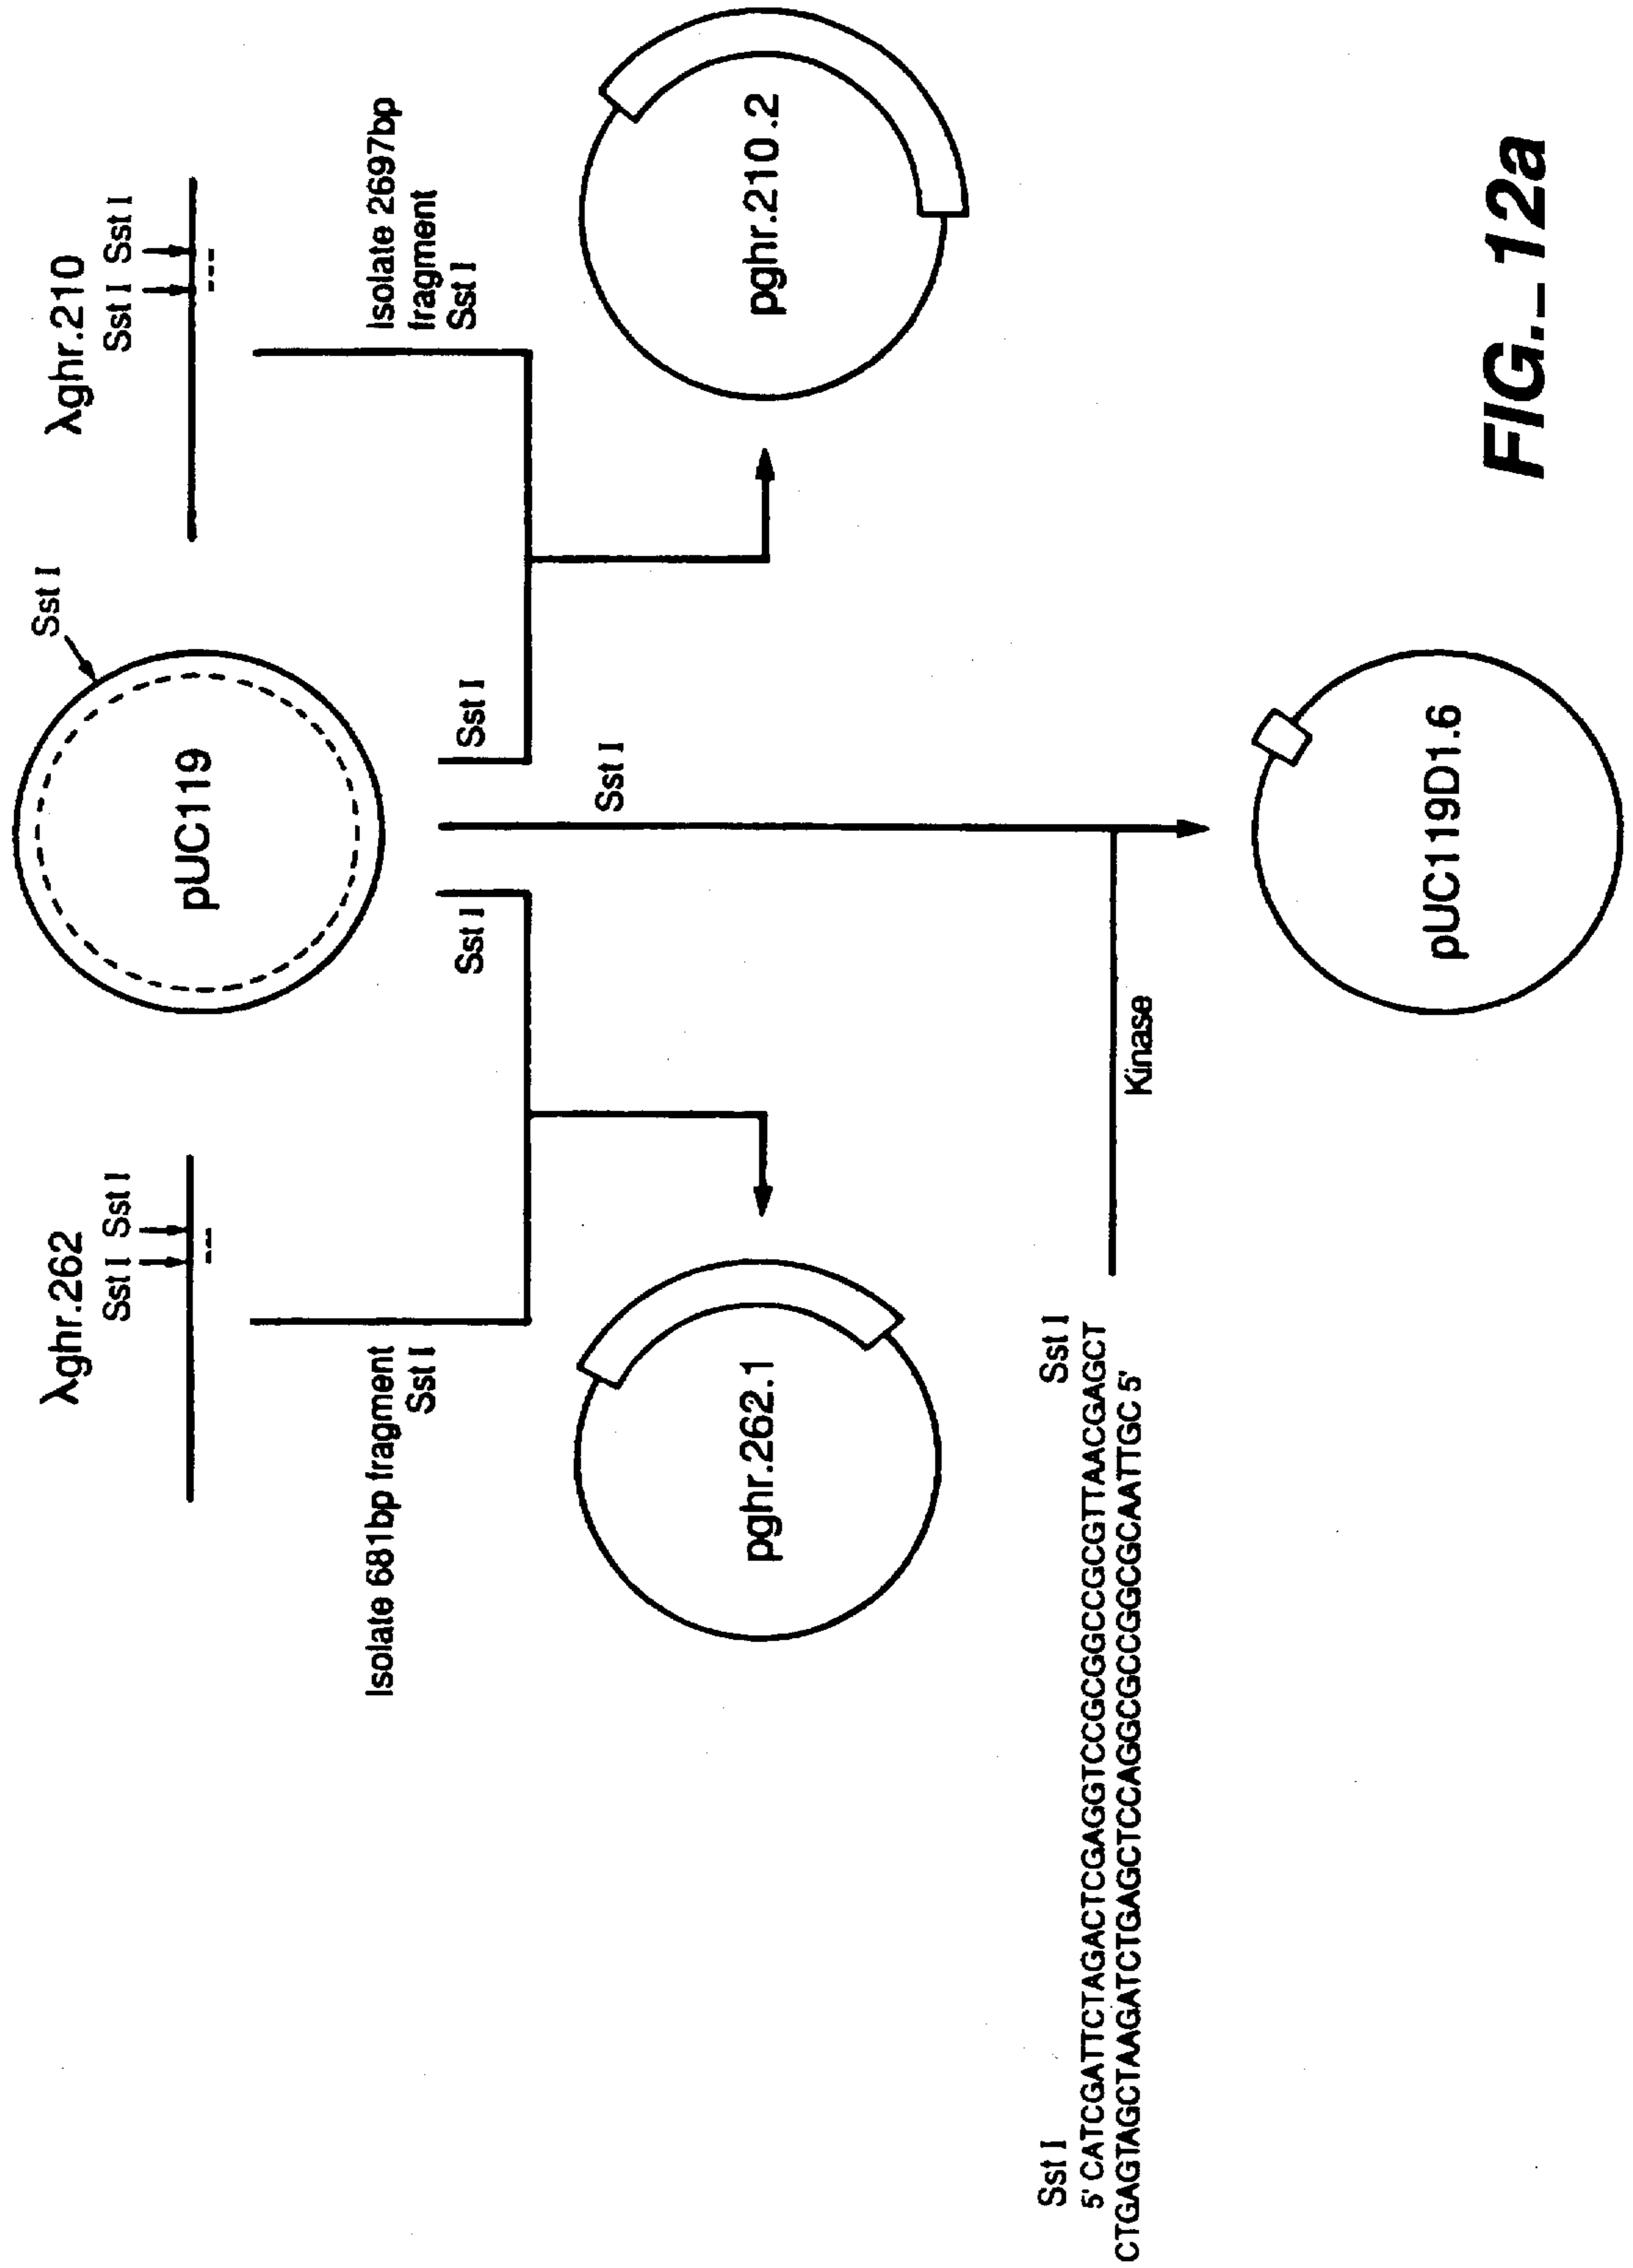 λghr.262
Sst I Sst I
pUC119
Sst I
λghr.210
Sst I Sst I
Isolate 681bp fragment
Sst I
Sst I
Sst I
Isolate 2697bp
fragment
Sst I
Sst I
pghr.262.1
pghr.210.2
Sst I
Sst I
5' CATCGATTCTAGACTCGAGGTCCGCGGCCGCGTTAACGAGCT
CTGAGTAGCTAAGATCTGAGCTCCAGGCGCCGGCGCAATTGC 5'
Kinase
pUC119D1.6
FIG._12a